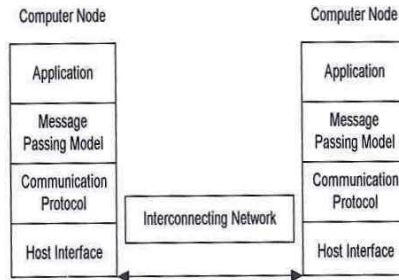 Computer Node
Computer Node
Application
Application
Message
Passing Model
Message
Passing Model
Communication
Protocol
Communication
Protocol
Interconnecting Network
Host Interface
Host Interface